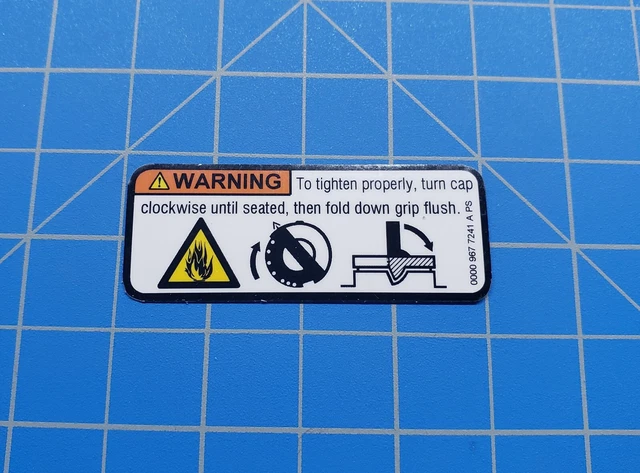 WARNING To tighten properly, turn cap
clockwise until seated, then fold down grip flush.
0000 967 7241 A PS